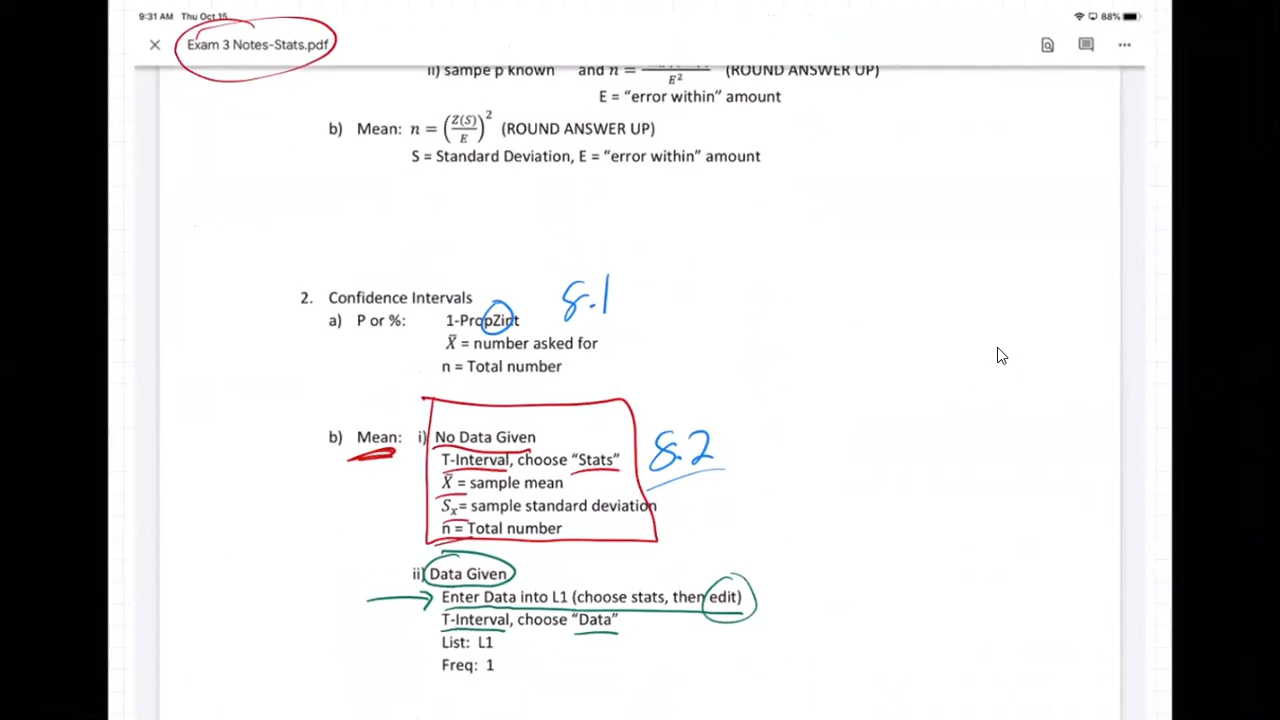 9:31 AM Thu Oct 15
88%
Exam 3 Notes-Stats.pdf
ii) sampe p known and n = (ROUND ANSWER UP)
E²
E = “error within” amount
b) Mean: n = (Z(S)/E)² (ROUND ANSWER UP)
S = Standard Deviation, E = “error within” amount
2. Confidence Intervals
8.1
a) P or %: 1-PropZint
X̄ = number asked for
n = Total number
b) Mean: i) No Data Given
T-Interval, choose “Stats”
8.2
X̄ = sample mean
Sₓ= sample standard deviation
n = Total number
ii) Data Given
Enter Data into L1 (choose stats, then edit)
T-Interval, choose “Data”
List: L1
Freq: 1